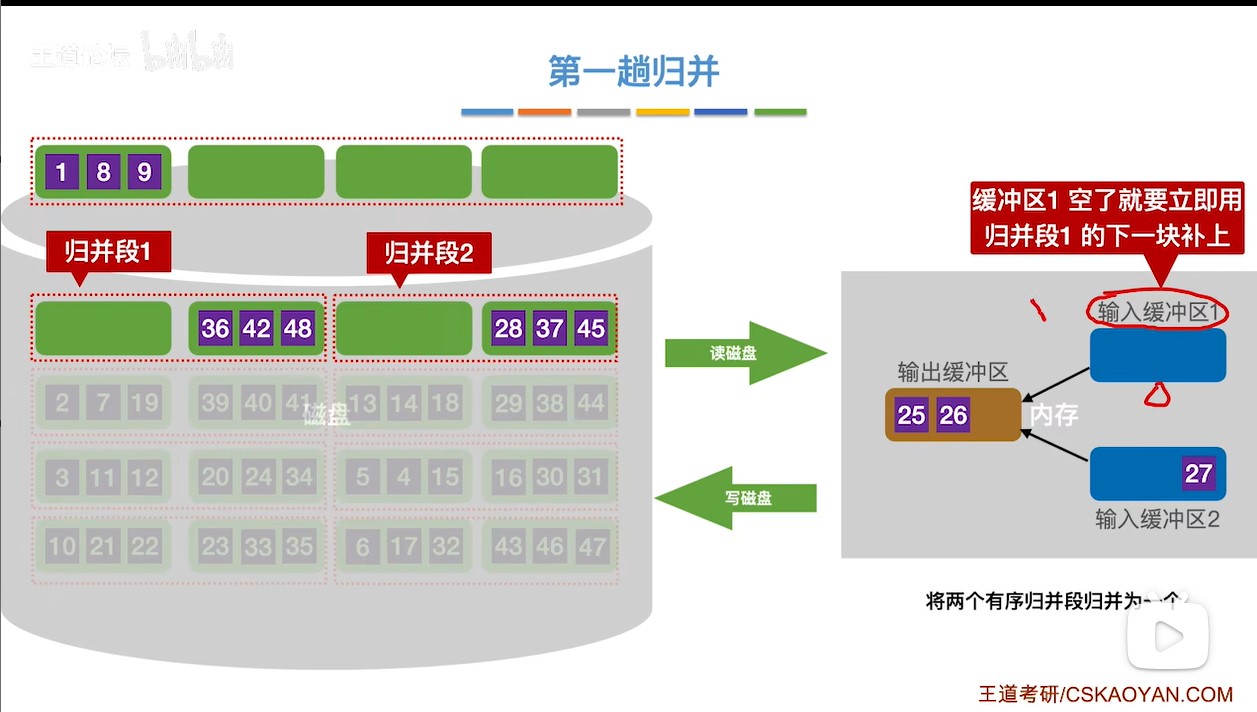 王道论坛 bilibili
第一趟归并
1 8 9
缓冲区1 空了就要立即用
归并段1 的下一块补上
归并段1 归并段2
输入缓冲区1
36 42 48 28 37 45
读磁盘
输出缓冲区
25 26
内存
2 7 19 39 40 41 13 14 18 29 38 44
磁盘
3 11 12 20 24 34 5 4 15 16 30 31
27
写磁盘
输入缓冲区2
10 21 22 23 33 35 6 17 32 43 46 47
将两个有序归并段归并为一个
王道考研/CSKAOYAN.COM